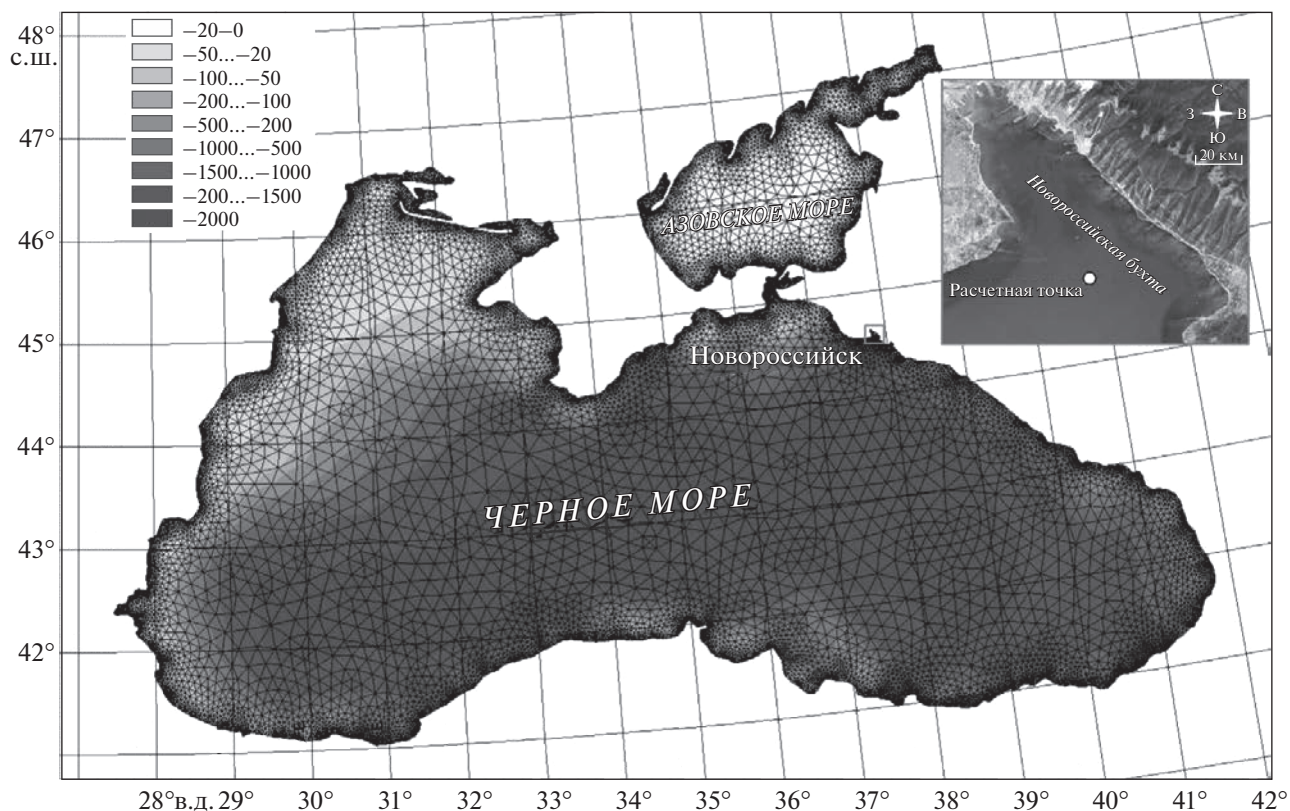 48°
с.ш.
47°
46°
45°
44°
43°
42°
–20–0
–50...–20
–100...–50
–200...–100
–500...–200
–1000...–500
–1500...–1000
–200...–1500
–2000
АЗОВСКОЕ МОРЕ
Новороссийск
ЧЕРНОЕ МОРЕ
С
З В
Ю
20 км
Новороссийская бухта
Расчетная точка
28° в.д. 29° 30° 31° 32° 33° 34° 35° 36° 37° 38° 39° 40° 41° 42°